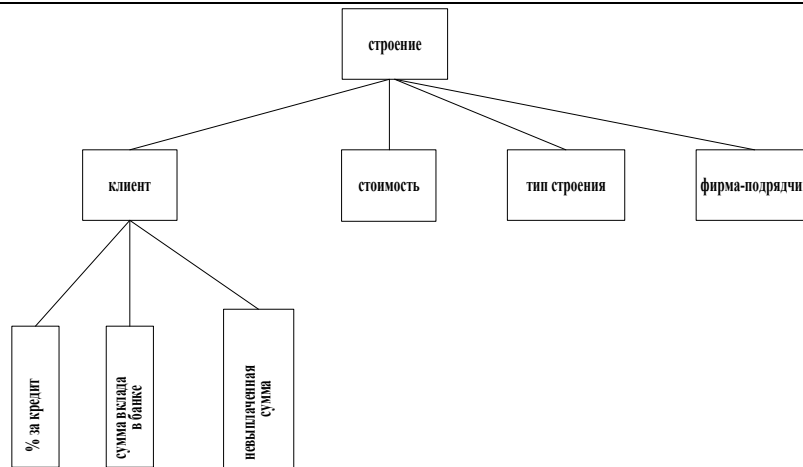 строение
клиент
стоимость
тип строения
фирма-подрядчи
% за кредит
сумма вклада
в банке
невыплаченная
сумма